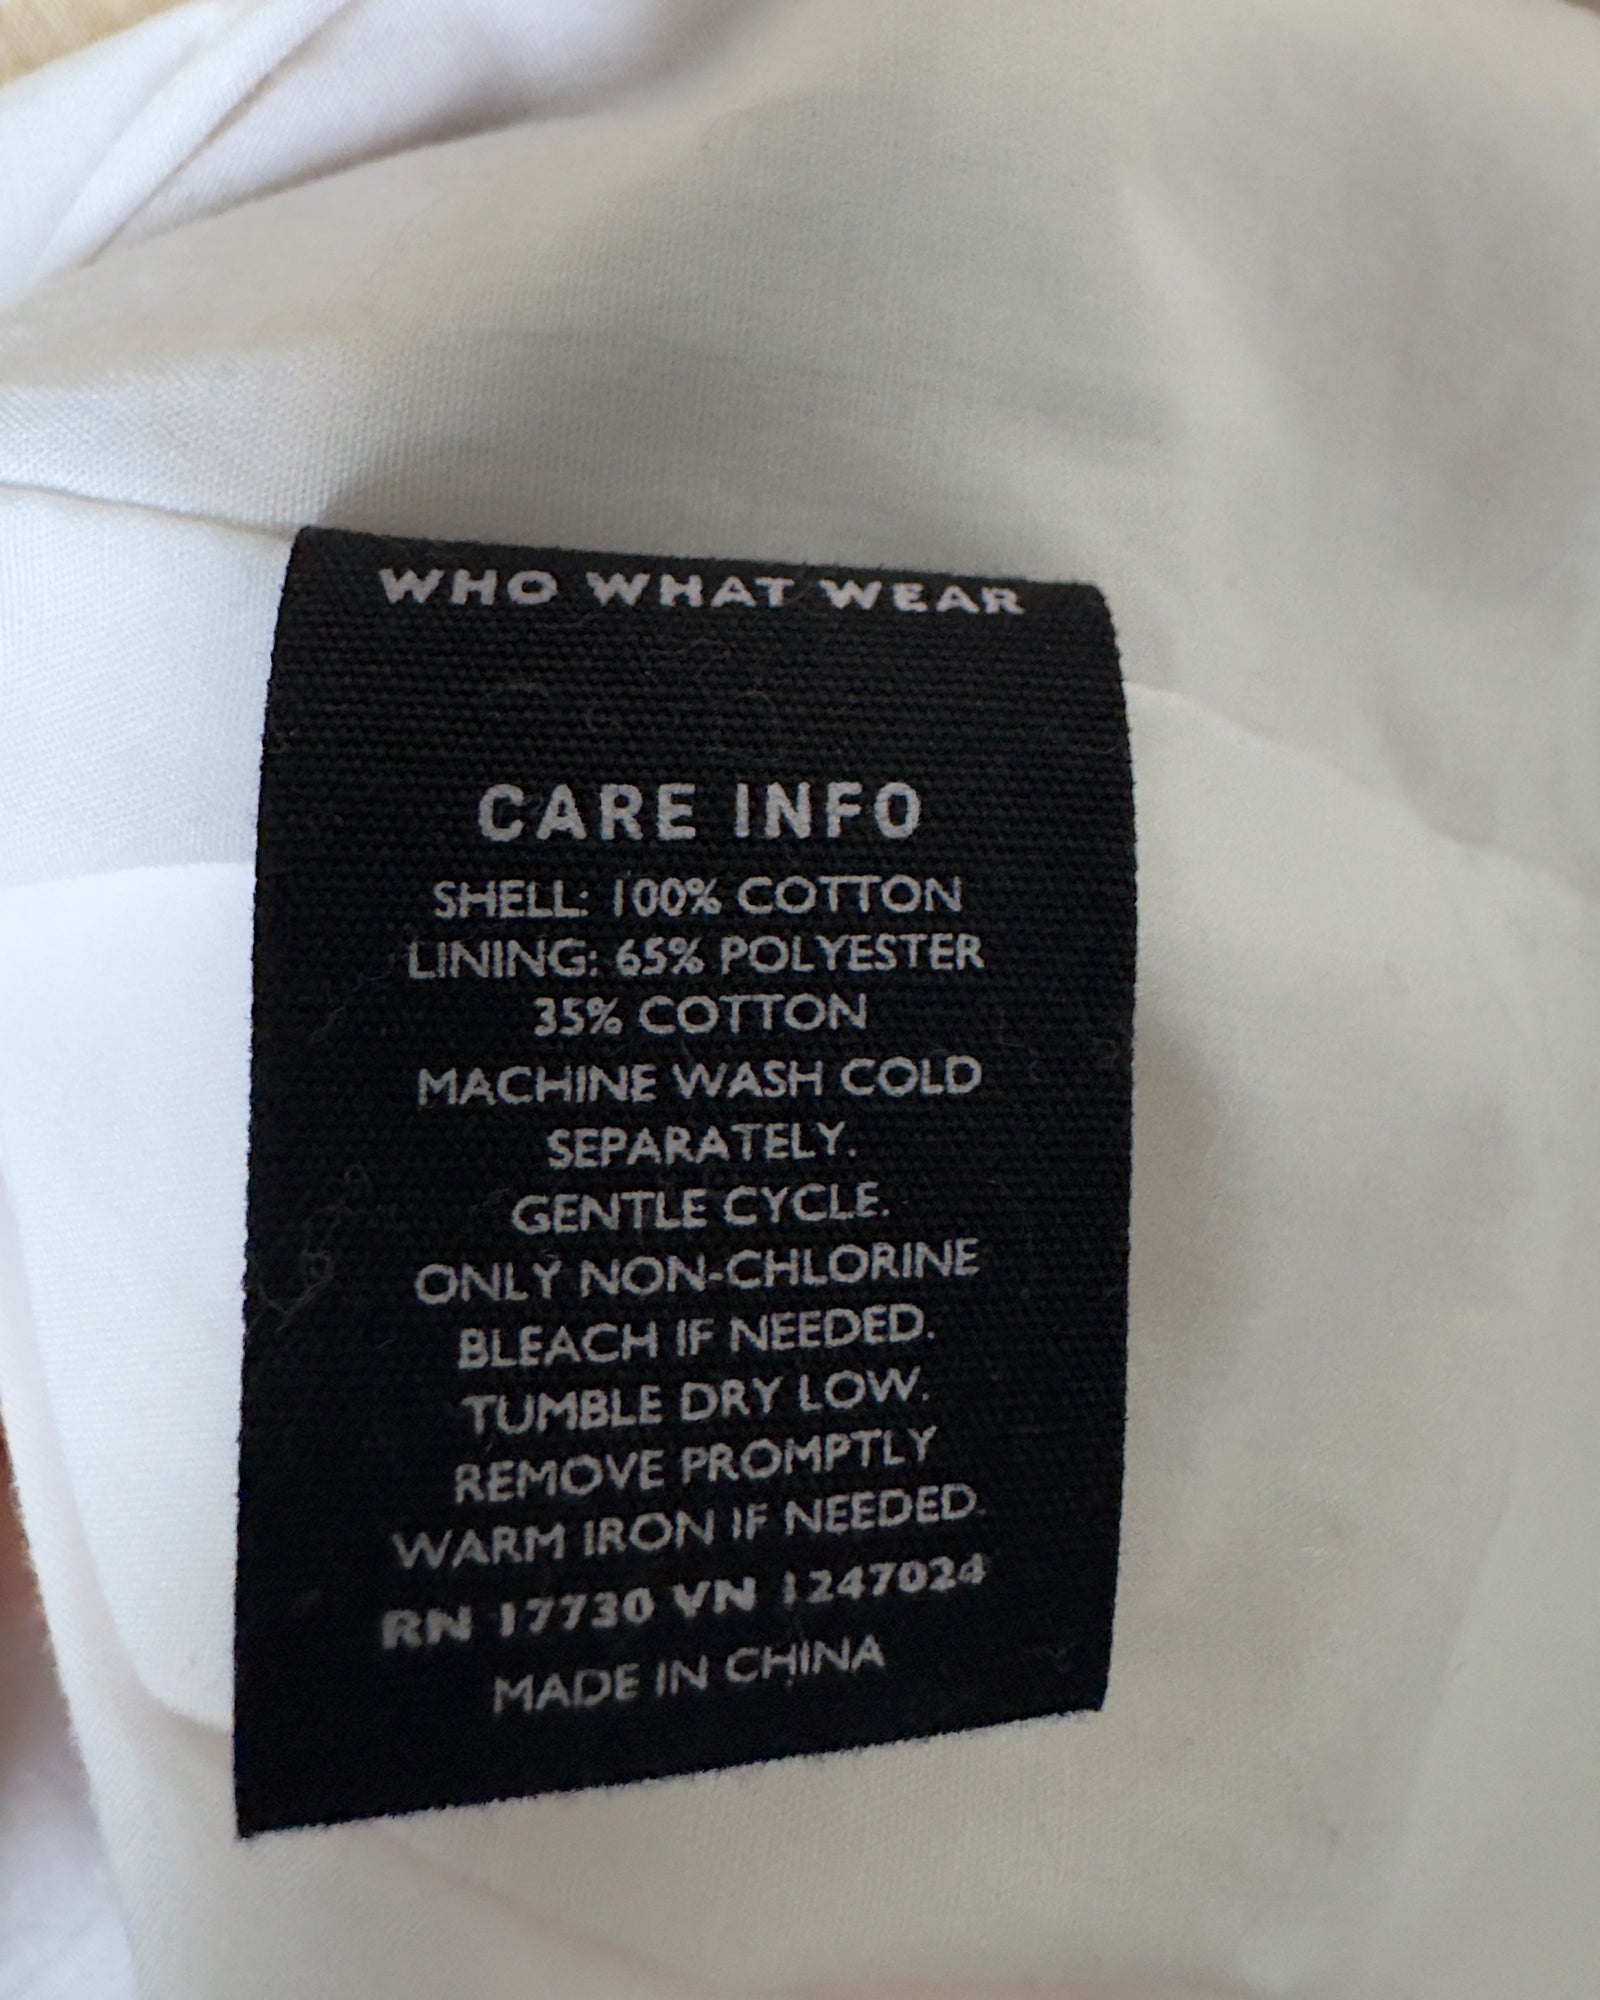 WHO WHAT WEAR
CARE INFO
SHELL: 100% COTTON
LINING: 65% POLYESTER
35% COTTON
MACHINE WASH COLD
SEPARATELY.
GENTLE CYCLE.
ONLY NON-CHLORINE
BLEACH IF NEEDED.
TUMBLE DRY LOW.
REMOVE PROMPTLY
WARM IRON IF NEEDED.
RN 17730 VN 1247024
MADE IN CHINA